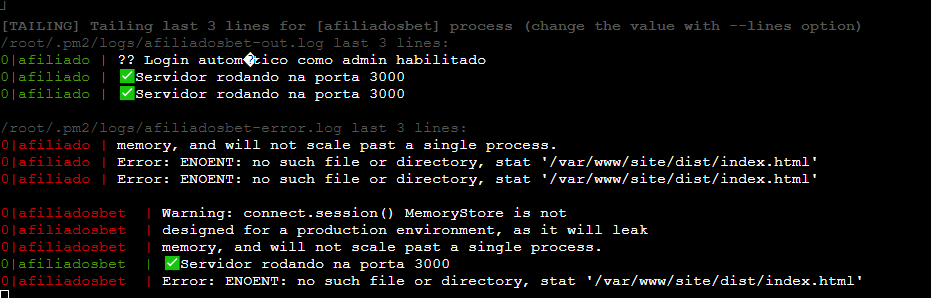 [TAILING] Tailing last 3 lines for [afiliadosbet] process (change the value with --lines option)
/root/.pm2/logs/afiliadosbet-out.log last 3 lines:
0|afiliado | ?? Login autom�tico como admin habilitado
0|afiliado | ✅Servidor rodando na porta 3000
0|afiliado | ✅Servidor rodando na porta 3000
/root/.pm2/logs/afiliadosbet-error.log last 3 lines:
0|afiliado | memory, and will not scale past a single process.
0|afiliado | Error: ENOENT: no such file or directory, stat '/var/www/site/dist/index.html'
0|afiliado | Error: ENOENT: no such file or directory, stat '/var/www/site/dist/index.html'
0|afiliadosbet  | Warning: connect.session() MemoryStore is not
0|afiliadosbet  | designed for a production environment, as it will leak
0|afiliadosbet  | memory, and will not scale past a single process.
0|afiliadosbet  | ✅Servidor rodando na porta 3000
0|afiliadosbet  | Error: ENOENT: no such file or directory, stat '/var/www/site/dist/index.html'